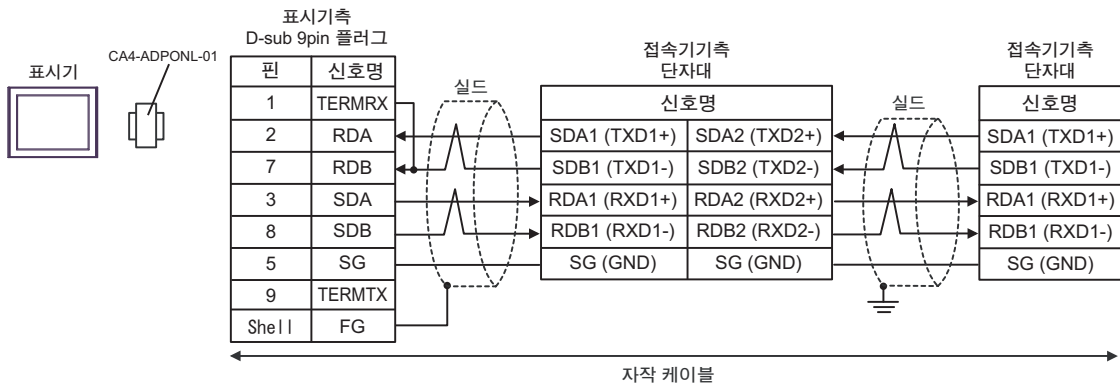 표시기
CA4-ADPONL-01
표시기측
D-sub 9pin 플러그
핀 신호명
1 TERMRX
2 RDA
7 RDB
3 SDA
8 SDB
5 SG
9 TERMTX
Shell FG
실드
접속기기측
단자대
신호명
SDA1 (TXD1+) SDA2 (TXD2+)
SDB1 (TXD1-) SDB2 (TXD2-)
RDA1 (RXD1+) RDA2 (RXD2+)
RDB1 (RXD1-) RDB2 (RXD2-)
SG (GND) SG (GND)
실드
접속기기측
단자대
신호명
SDA1 (TXD1+)
SDB1 (TXD1-)
RDA1 (RXD1+)
RDB1 (RXD1-)
SG (GND)
자작 케이블